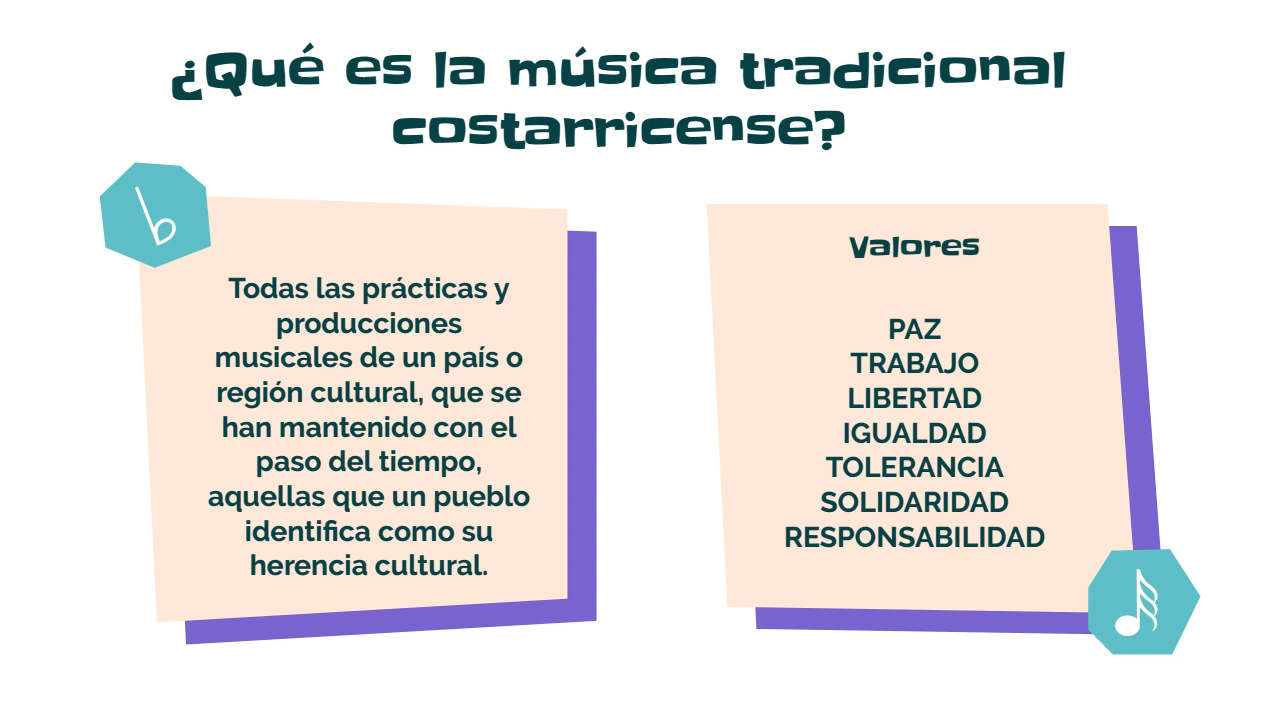 ¿Qué es la música tradicional
costarricense?
Todas las prácticas y
producciones
musicales de un país o
región cultural, que se
han mantenido con el
paso del tiempo,
aquellas que un pueblo
identifica como su
herencia cultural.
Valores
PAZ
TRABAJO
LIBERTAD
IGUALDAD
TOLERANCIA
SOLIDARIDAD
RESPONSABILIDAD